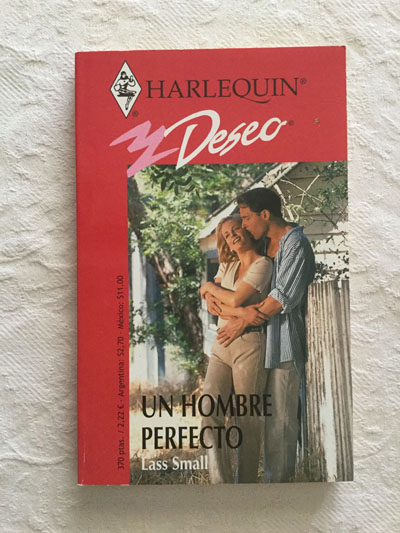 HARLEQUIN®
Deseo®
370 ptas. / 2,22 € - Argentina: $2,70 - México: $11.00
UN HOMBRE
PERFECTO
Lass Small